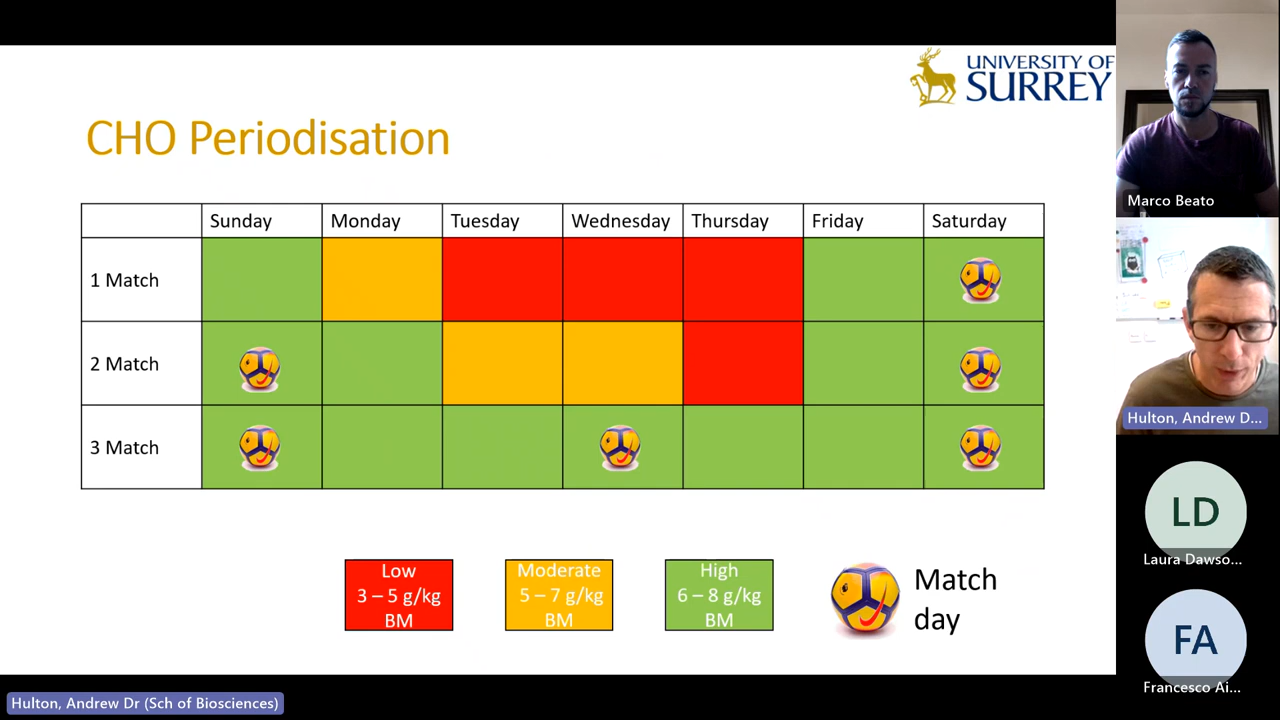 UNIVERSITY OF
SURREY
CHO Periodisation
Sunday Monday Tuesday Wednesday Thursday Friday Saturday
1 Match
2 Match
3 Match
Low
3 – 5 g/kg
BM
Moderate
5 – 7 g/kg
BM
High
6 – 8 g/kg
BM
Match
day
Marco Beato
Hulton, Andrew D...
LD
Laura Dawso...
FA
Francesco Ai...
Hulton, Andrew Dr (Sch of Biosciences)